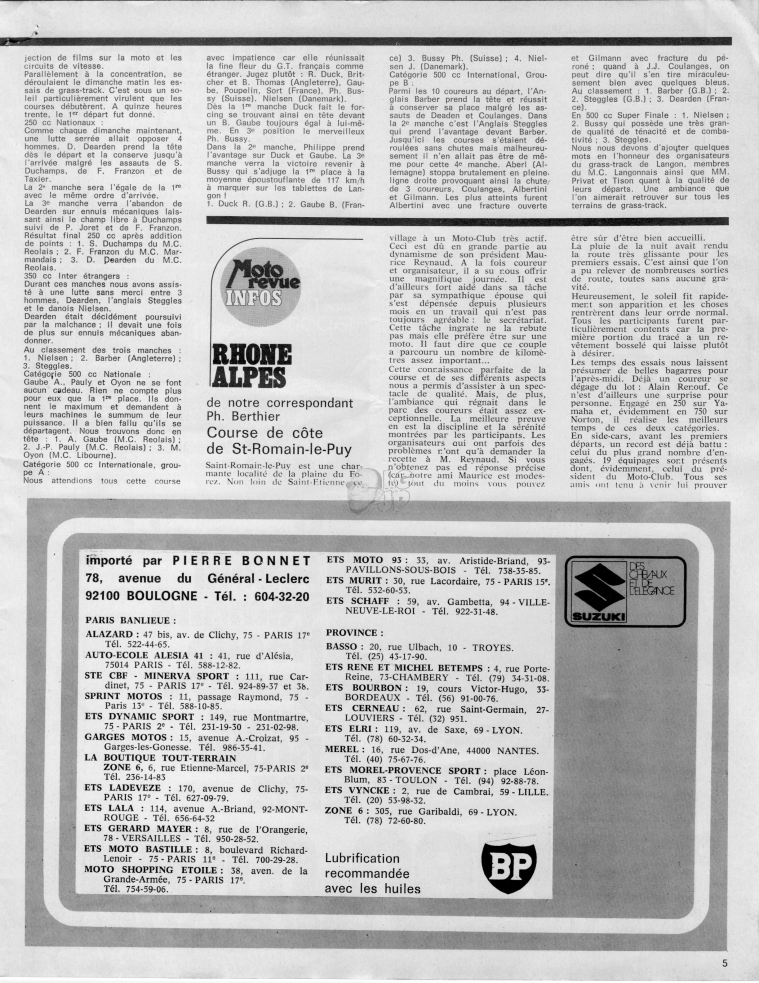 jection de films sur la moto et les
circuits de vitesse.
Parallèlement à la concentration, se
déroulaient le dimanche matin les es-
sais de grass-track. C'est sous un so-
leil particulièrement virulent que les
courses débutèrent. A quinze heures
trente, le 1er départ fut donné.
250 cc Nationaux :
Comme chaque dimanche maintenant,
une lutte serrée allait opposer 4
hommes. D. Dearden prend la tête
dès le départ et la conserve jusqu'à
l'arrivée malgré les assauts de S.
Duchamps, de F. Franzon et de
Taxier.
La 2e manche sera l'égale de la 1re
avec le même ordre d'arrivée.
La 3e manche verra l'abandon de
Dearden sur ennuis mécaniques lais-
sant ainsi le champ libre à Duchamps
suivi de P. Joret et de F. Franzon.
Résultat final 250 cc après addition
de points : 1. S. Duchamps du M.C.
Reolais ; 2. F. Franzon du M.C. Mar-
mandais ; 3. D. Dearden du M.C.
Reolais.
350 cc Inter étrangers :
Durant ces manches nous avons assis-
té à une lutte sans merci entre 3
hommes, Dearden, l'anglais Steggles
et le danois Nielsen.
Dearden était décidément poursuivi
par la malchance ; il devait une fois
de plus sur ennuis mécaniques aban-
donner.
Au classement des trois manches :
1. Nielsen ; 2. Barber (Angleterre) ;
3. Steggles.
Catégorie 500 cc Nationale :
Gaube A., Pauly et Oyon ne se font
aucun cadeau. Rien ne compte plus
pour eux que la 1re place. Ils don-
nent le maximum et demandent à
leurs machines le summum de leur
puissance. Il a bien fallu qu'ils se
départagent. Nous trouvons donc en
tête : 1. A. Gaube (M.C. Reolais) ;
2. J.-P. Pauly (M.C. Reolais) ; 3. M.
Oyon (M.C. Libourne).
Catégorie 500 cc Internationale, grou-
pe A :
Nous attendions tous cette course
avec impatience car elle réunissait
la fine fleur du G.T. français comme
étranger. Jugez plutôt : R. Duck, Brit-
cher et B. Thomas (Angleterre), Gau-
be, Poupelin, Sort (France), Ph. Bus-
sy (Suisse). Nielsen (Danemark).
Dès la 1re manche Duck fait le for-
cing se trouvant ainsi en tête devant
un B. Gaube toujours égal à lui-mê-
me. En 3e position le merveilleux
Ph. Bussy.
Dans la 2e manche, Philippe prend
l'avantage sur Duck et Gaube. La 3e
manche verra la victoire revenir à
Bussy qui s'adjuge la 1re place à la
moyenne époustouflante de 117 km/h
à marquer sur les tablettes de Lan-
gon !
1. Duck R. (G.B.) ; 2. Gaube B. (Fran-
ce) 3. Bussy Ph. (Suisse) ; 4. Niel-
sen J. (Danemark).
Catégorie 500 cc International, Grou-
pe B :
Parmi les 10 coureurs au départ, l'An-
glais Barber prend la tête et réussit
à conserver sa place malgré les as-
sauts de Deaden et Coulanges. Dans
la 2e manche c'est l'Anglais Steggles
qui prend l'avantage devant Barber.
Jusqu'ici les courses s'étaient dé-
roulées sans chutes mais malheureu-
sement il n'en allait pas être de mê-
me pour cette 4e manche. Aberi (Al-
lemagne) stoppa brutalement en pleine
ligne droite provoquant ainsi la chute
de 3 coureurs, Coulanges, Albertini
et Gilmann. Les plus atteints furent
Albertini avec une fracture ouverte
et Gilmann avec fracture du pé-
roné ; quand à J.J. Coulanges, on
peut dire qu'il s'en tire miraculeu-
sement bien avec quelques bleus.
Au classement : 1. Barber (G.B.) ;
2. Steggles (G.B.) ; 3. Dearden (Fran-
ce).
En 500 cc Super Finale : 1. Nielsen ;
2. Bussy qui possède une très gran-
de qualité de ténacité et de comba-
tivité ; 3. Steggles.
Nous nous devons d'ajouter quelques
mots en l'honneur des organisateurs
du grass-track de Langon, membres
du M.C. Langonnais ainsi que MM.
Privat et Tison quant à la qualité de
leurs départs. Une ambiance que
l'on aimerait retrouver sur tous les
terrains de grass-track.
Moto
revue
INFOS
RHONE
ALPES
de notre correspondant
Ph. Berthier
Course de côte
de St-Romain-le-Puy
Saint-Romain-le-Puy est une char-
mante localité de la plaine du Fo-
rez. Non loin de Saint-Etienne, ce
village à un Moto-Club très actif.
Ceci est dû en grande partie au
dynamisme de son président Mau-
rice Reynaud. A la fois coureur
et organisateur, il a su nous offrir
une magnifique journée. Il est
d'ailleurs fort aidé dans sa tâche
par sa sympathique épouse qui
s'est dépensée depuis plusieurs
mois en un travail qui n'est pas
toujours agréable : le secrétariat.
Cette tâche ingrate ne la rebute
pas mais elle préfère être sur une
moto. Il faut dire que ce couple
a parcouru un nombre de kilomè-
tres assez important...
Cette connaissance parfaite de la
course et de ses différents aspects
nous a permis d'assister à un spec-
tacle de qualité. Mais, de plus,
l'ambiance qui régnait dans le
parc des coureurs était assez ex-
ceptionnelle. La meilleure preuve
en est la discipline et la sérénité
montrées par les participants. Les
organisateurs qui ont parfois des
problèmes n'ont qu'à demander la
recette à M. Reynaud. Si vous
n'obtenez pas ed réponse précise
(car notre ami Maurice est modes-
te) tout du moins vous pouvez
être sûr d'être bien accueilli.
La pluie de la nuit avait rendu
la route très glissante pour les
premiers essais. C'est ainsi que l'on
a pu relever de nombreuses sorties
de route, toutes sans aucune gra-
vité.
Heureusement, le soleil fit rapide-
ment son apparition et les choses
rentrèrent dans leur orrde normal.
Tous les participants furent par-
ticulièrement contents car la pre-
mière portion du tracé a un re-
vêtement bosselé qui laisse plutôt
à désirer.
Les temps des essais nous laissent
présumer de belles bagarres pour
l'après-midi. Déjà un coureur se
dégage du lot : Alain Renouf. Ce
n'est d'ailleurs une surprise pour
personne. Engagé en 250 sur Ya-
maha et, évidemment en 750 sur
Norton, il réalise les meilleurs
temps de ces deux catégories.
En side-cars, avant les premiers
départs, un record est déjà battu :
celui du plus grand nombre d'en-
gagés. 19 équipages sont présents
dont, évidemment, celui du pré-
sident du Moto-Club. Tous ses
amis ont tenu à venir lui prouver
importé par PIERRE BONNET
78, avenue du Général-Leclerc
92100 BOULOGNE - Tél. : 604-32-20
PARIS BANLIEUE :
ALAZARD : 47 bis, av. de Clichy, 75 - PARIS 17e
Tél. 522-44-65.
AUTO-ECOLE ALESIA 41 : 41, rue d'Alésia,
75014 PARIS - Tél. 588-12-82.
STE CBF - MINERVA SPORT : 111, rue Car-
dinet, 75 - PARIS 17e - Tél. 924-89-37 et 38.
SPRINT MOTOS : 11, passage Raymond, 75 -
Paris 13e - Tél. 588-10-85.
ETS DYNAMIC SPORT : 149, rue Montmartre,
75 - PARIS 2e - Tél. 231-19-30 - 231-02-98.
GARGES MOTOS : 15, avenue A.-Croizat, 95 -
Garges-les-Gonesse. Tél. 986-35-41.
LA BOUTIQUE TOUT-TERRAIN
ZONE 6, 6, rue Etienne-Marcel, 75-PARIS 2e
Tél. 236-14-83
ETS LADEVEZE : 170, avenue de Clichy, 75-
PARIS 17e - Tél. 627-09-79.
ETS LALA : 114, avenue A.-Briand, 92-MONT-
ROUGE - Tél. 656-64-32
ETS GERARD MAYER : 8, rue de l'Orangerie,
78 - VERSAILLES - Tél. 950-28-52.
ETS MOTO BASTILLE : 8, boulevard Richard-
Lenoir - 75 - PARIS 11e - Tél. 700-29-28.
MOTO SHOPPING ETOILE : 38, aven. de la
Grande-Armée, 75 - PARIS 17e.
Tél. 754-59-06.
ETS MOTO 93 : 33, av. Aristide-Briand, 93-
PAVILLONS-SOUS-BOIS - Tél. 738-35-85.
ETS MURIT : 30, rue Lacordaire, 75 - PARIS 15e.
Tél. 532-60-53.
ETS SCHAFF : 59, av. Gambetta, 94 - VILLE-
NEUVE-LE-ROI - Tél. 922-31-48.
PROVINCE :
BASSO : 20, rue Ulbach, 10 - TROYES.
Tél. (25) 43-17-90.
ETS RENE ET MICHEL BETEMPS : 4, rue Porte-
Reine, 73-CHAMBERY - Tél. (79) 34-31-08.
ETS BOURBON : 19, cours Victor-Hugo, 33-
BORDEAUX - Tél. (56) 91-00-76.
ETS CERNEAU : 62, rue Saint-Germain, 27-
LOUVIERS - Tél. (32) 951.
ETS ELRI : 119, av. de Saxe, 69 - LYON.
Tél. (78) 60-32-34.
MEREL : 16, rue Dos-d'Ane, 44000 NANTES.
Tél. (40) 75-67-76.
ETS MOREL-PROVENCE SPORT : place Léon-
Blum, 83 - TOULON - Tél. (94) 92-88-78.
ETS VYNCKE : 2, rue de Cambrai, 59 - LILLE.
Tél. (20) 53-98-32.
ZONE 6 : 305, rue Garibaldi, 69 - LYON.
Tél. (78) 72-60-80.
Lubrification
recommandée
avec les huiles
BP
SUZUKI
DES
CHEVAUX
ET DE
L'ELEGANCE
5